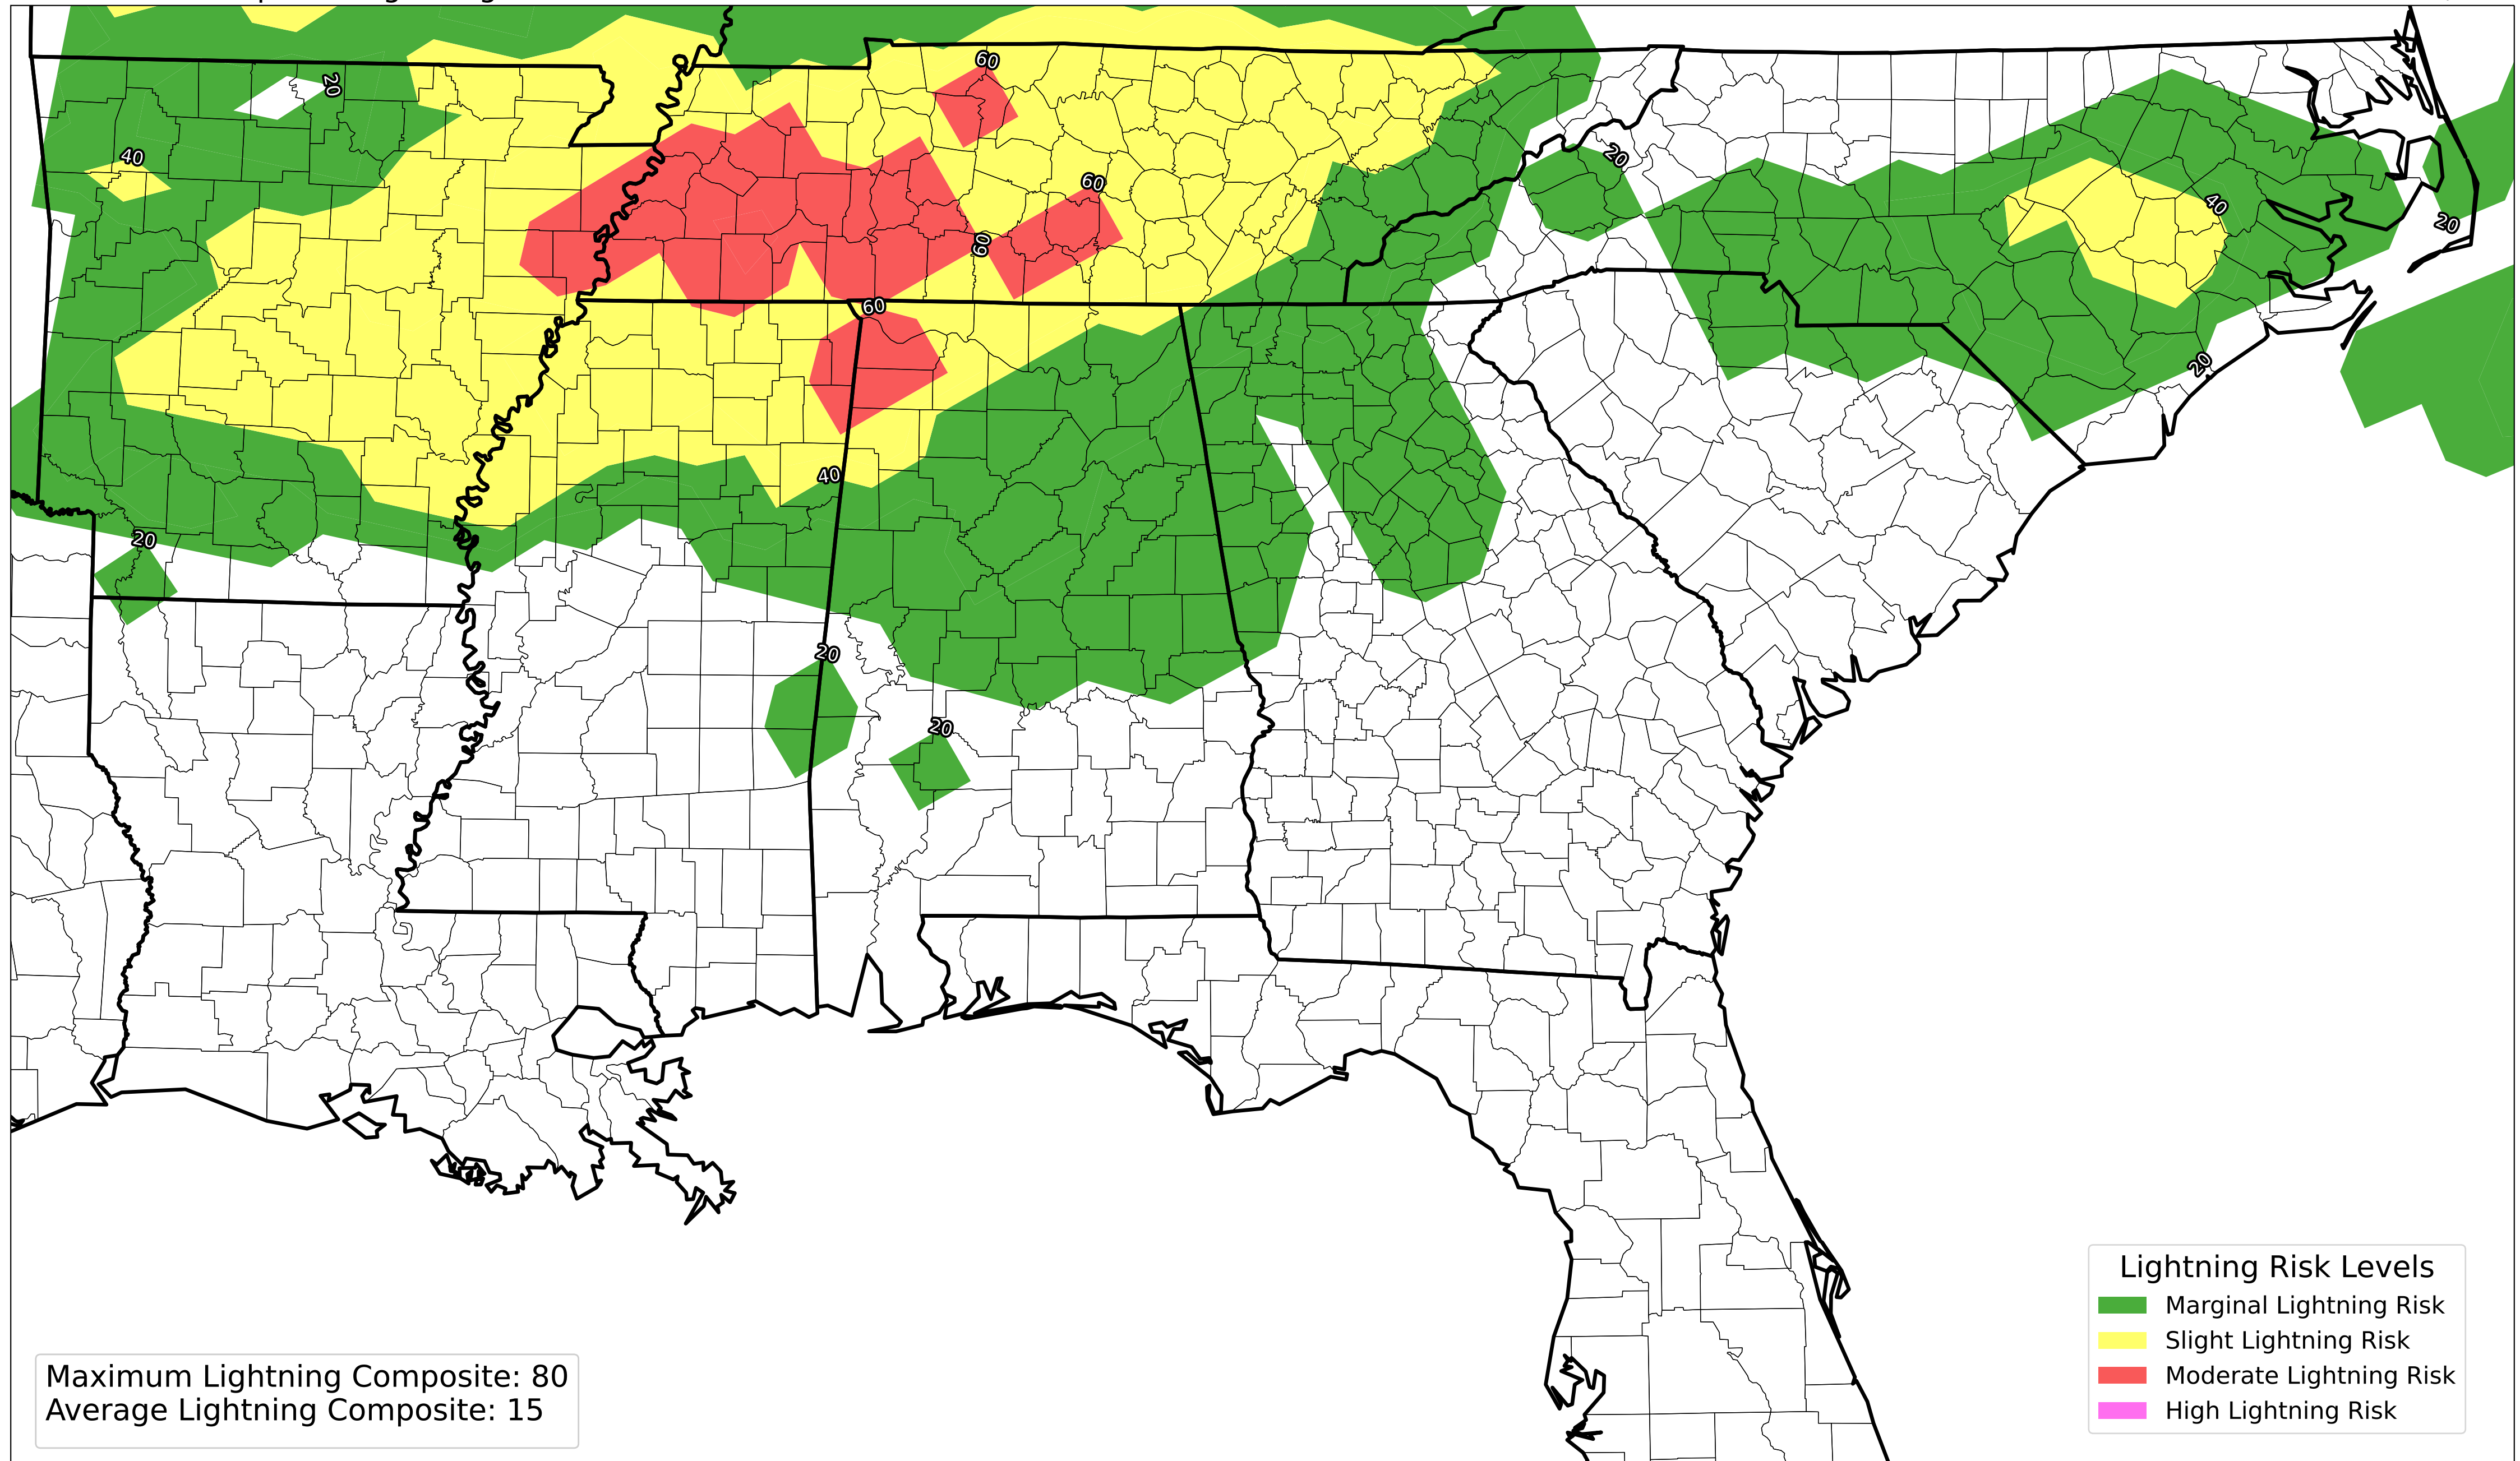 60
20
40
20
60
40
60
20
60
20
40
20
20
20
Lightning Risk Levels
Marginal Lightning Risk
Slight Lightning Risk
Moderate Lightning Risk
High Lightning Risk
Maximum Lightning Composite: 80
Average Lightning Composite: 15